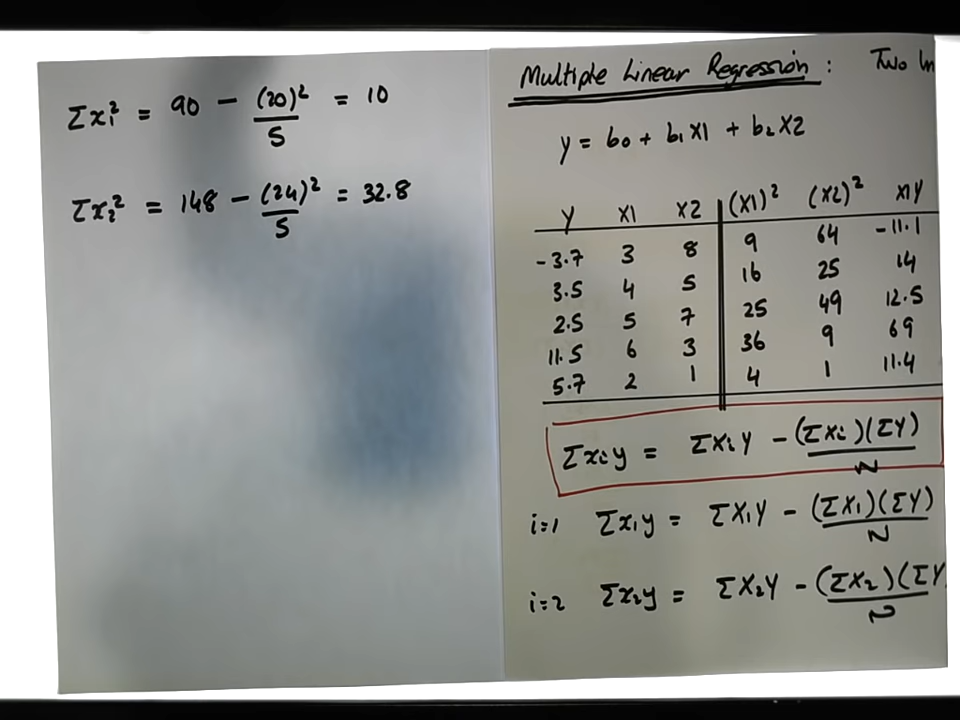 Σx₁² = 90 − (20)²/5 = 10
Σx₂² = 148 − (24)²/5 = 32.8
Multiple Linear Regression : Two In
y = b₀ + b₁X1 + b₂X2
Y X1 X2 (X1)² (X2)² X1Y
-3.7 3 8 9 64 -11.1
3.5 4 5 16 25 14
2.5 5 7 25 49 12.5
11.5 6 3 36 9 69
5.7 2 1 4 1 11.4
Σxᵢy = ΣXᵢY − (ΣXᵢ)(ΣY)/N
i=1 Σx₁y = ΣX₁Y − (ΣX₁)(ΣY)/N
i=2 Σx₂y = ΣX₂Y − (ΣX₂)(ΣY/N